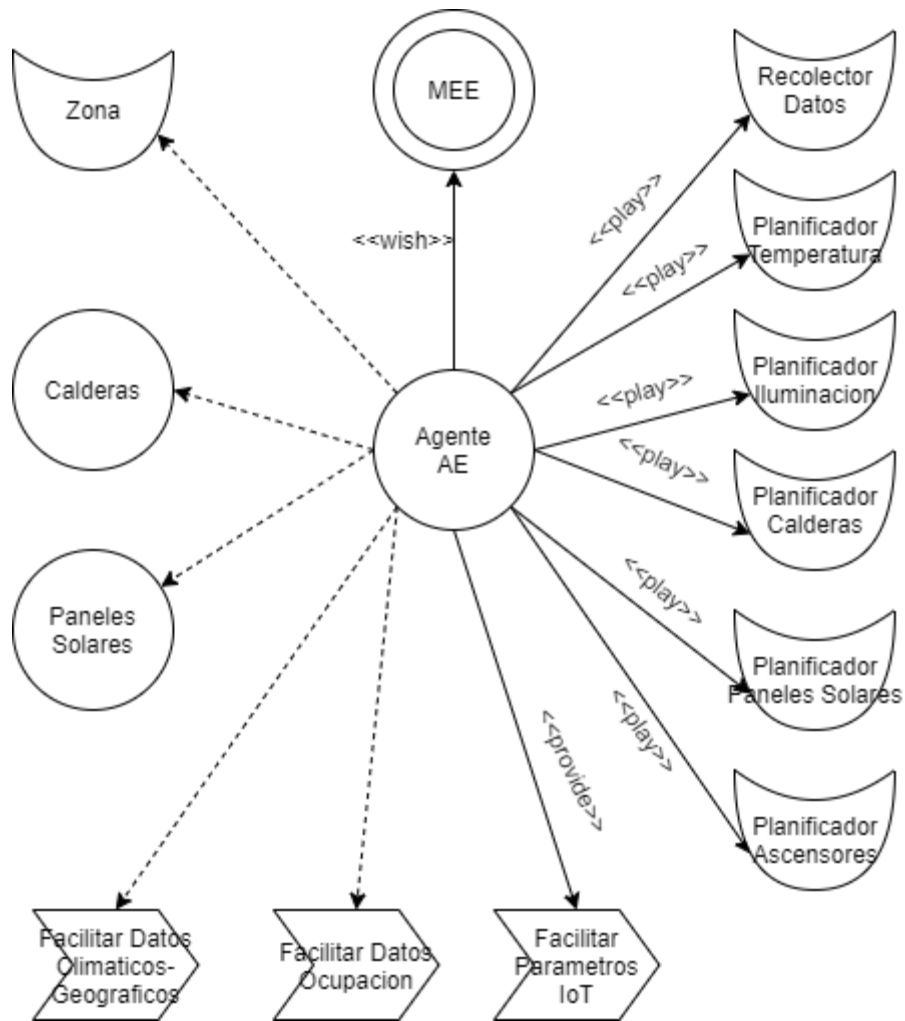 Zona
MEE
Recolector
Datos
<<play>>
<<wish>>
Planificador
Temperatura
<<play>>
Calderas
Planificador
Iluminacion
<<play>>
Agente
AE
<<play>>
Planificador
Calderas
Paneles
Solares
<<play>>
Planificador
Paneles Solares
<<play>>
<<provide>>
Planificador
Ascensores
Facilitar Datos
Climaticos-
Geograficos
Facilitar Datos
Ocupacion
Facilitar
Parametros
IoT